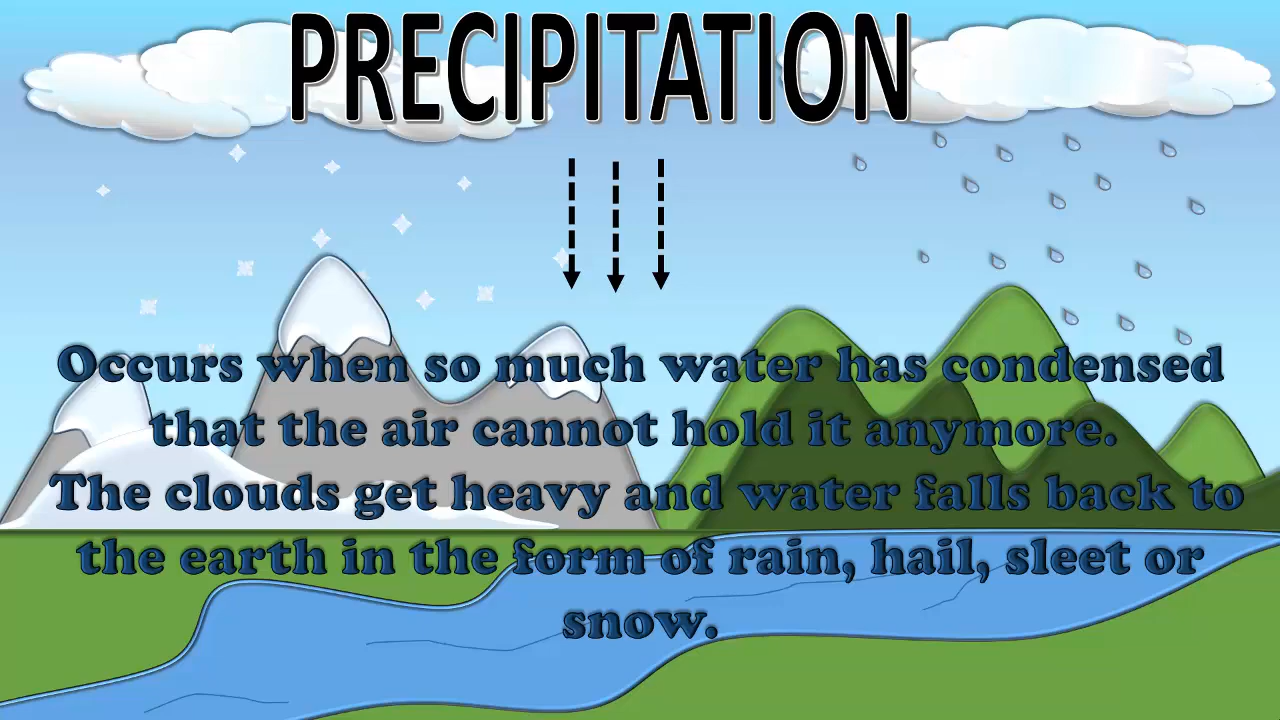 PRECIPITATION
Occurs when so much water has condensed
that the air cannot hold it anymore.
The clouds get heavy and water falls back to
the earth in the form of rain, hail, sleet or
snow.